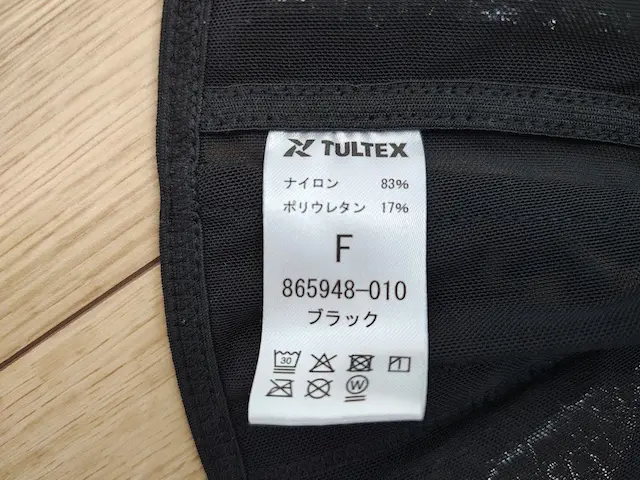 TULTEX
ナイロン 83%
ポリウレタン 17%
F
865948-010
ブラック
30
W